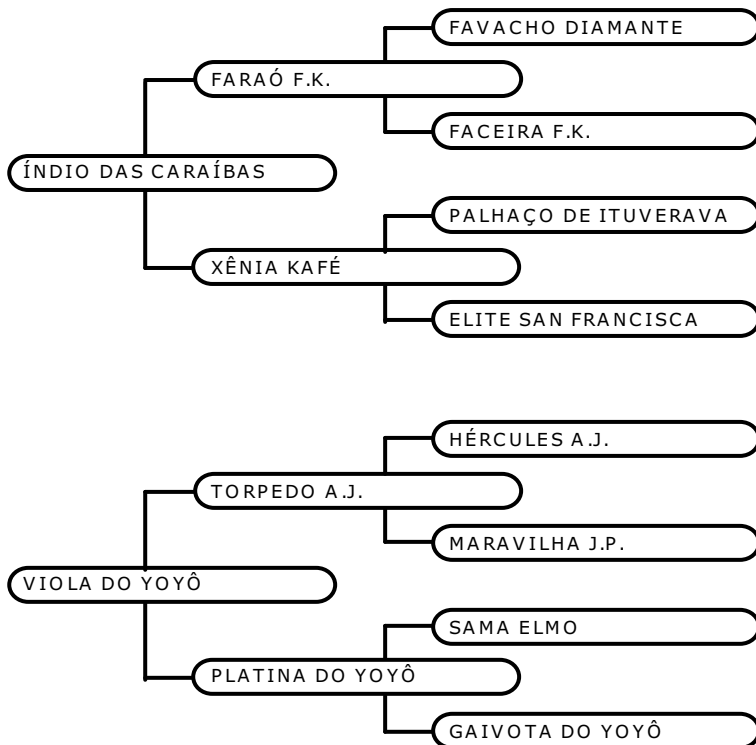 FAVACHO DIAMANTE
FARAÓ F.K.
FACEIRA F.K.
ÍNDIO DAS CARAÍBAS
PALHAÇO DE ITUVERAVA
XÊNIA KAFÉ
ELITE SAN FRANCISCA
HÉRCULES A.J.
TORPEDO A.J.
MARAVILHA J.P.
VIOLA DO YOYÔ
SAMA ELMO
PLATINA DO YOYÔ
GAIVOTA DO YOYÔ